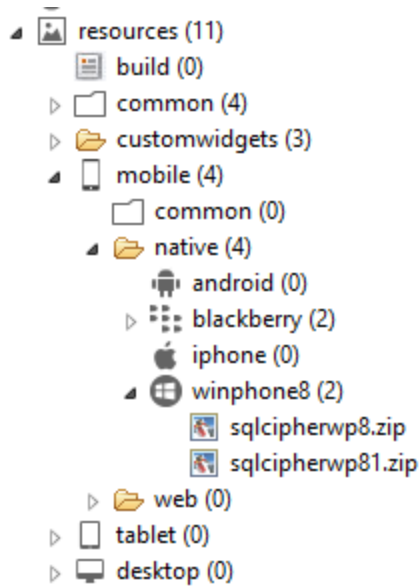 resources (11)
build (0)
common (4)
customwidgets (3)
mobile (4)
common (0)
native (4)
android (0)
blackberry (2)
iphone (0)
winphone8 (2)
sqlcipherwp8.zip
sqlcipherwp81.zip
web (0)
tablet (0)
desktop (0)